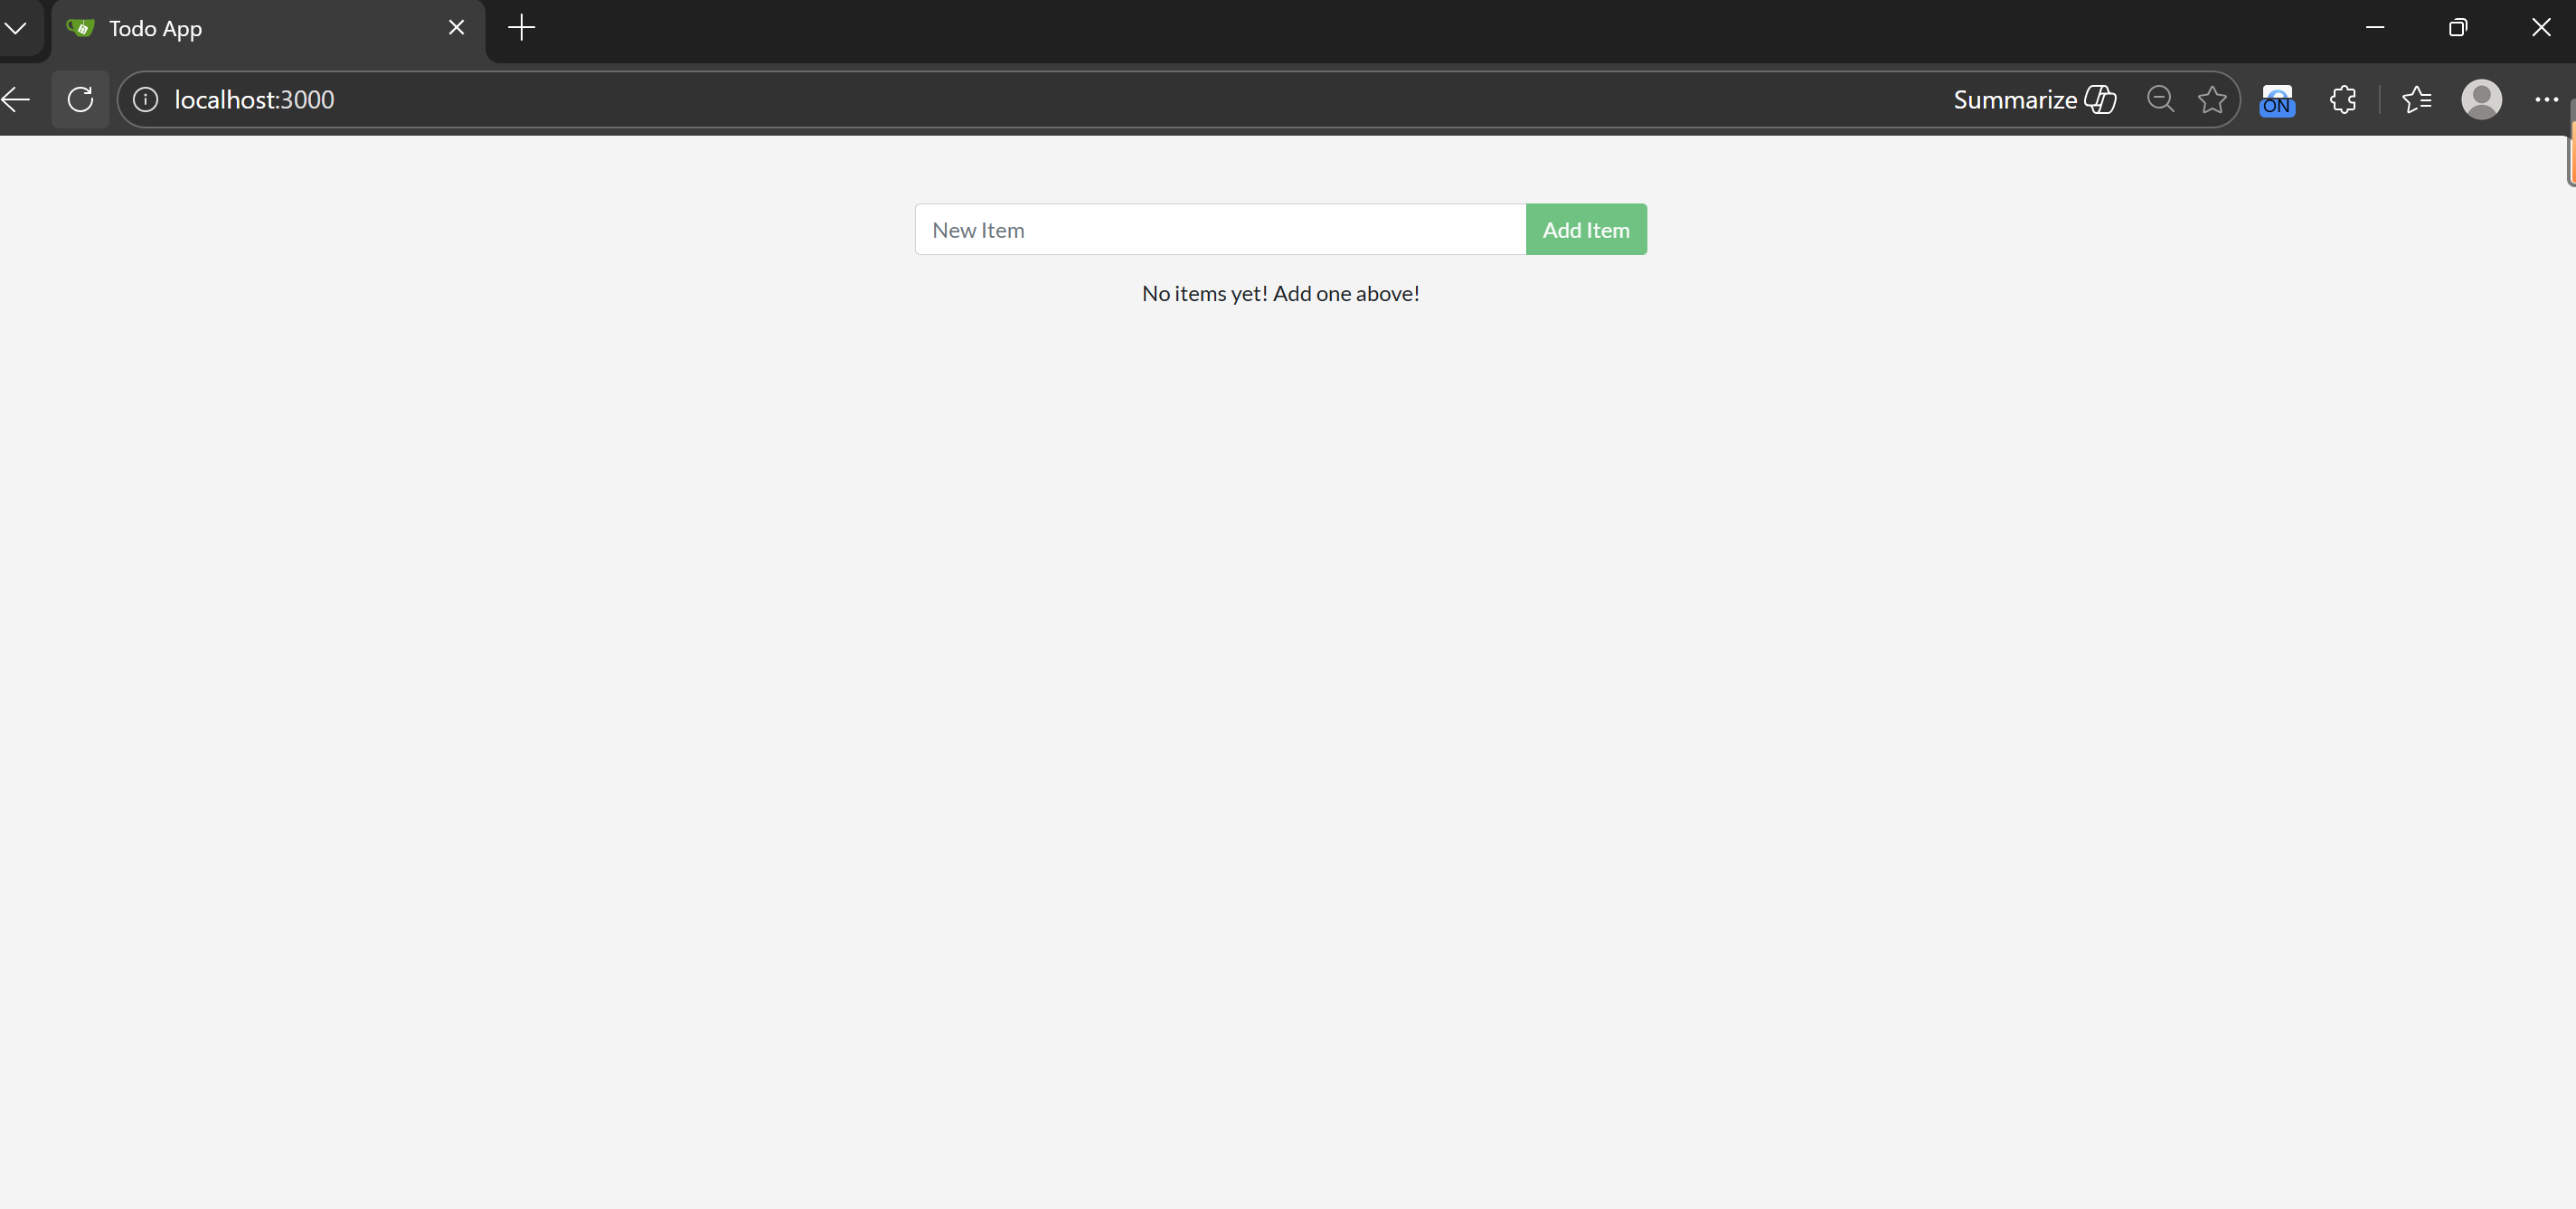 Todo App
localhost:3000
Summarize
ON
New Item
Add Item
No items yet! Add one above!